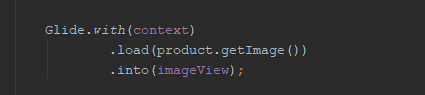 Glide.with(context)
.load(product.getImage())
.into(imageView);